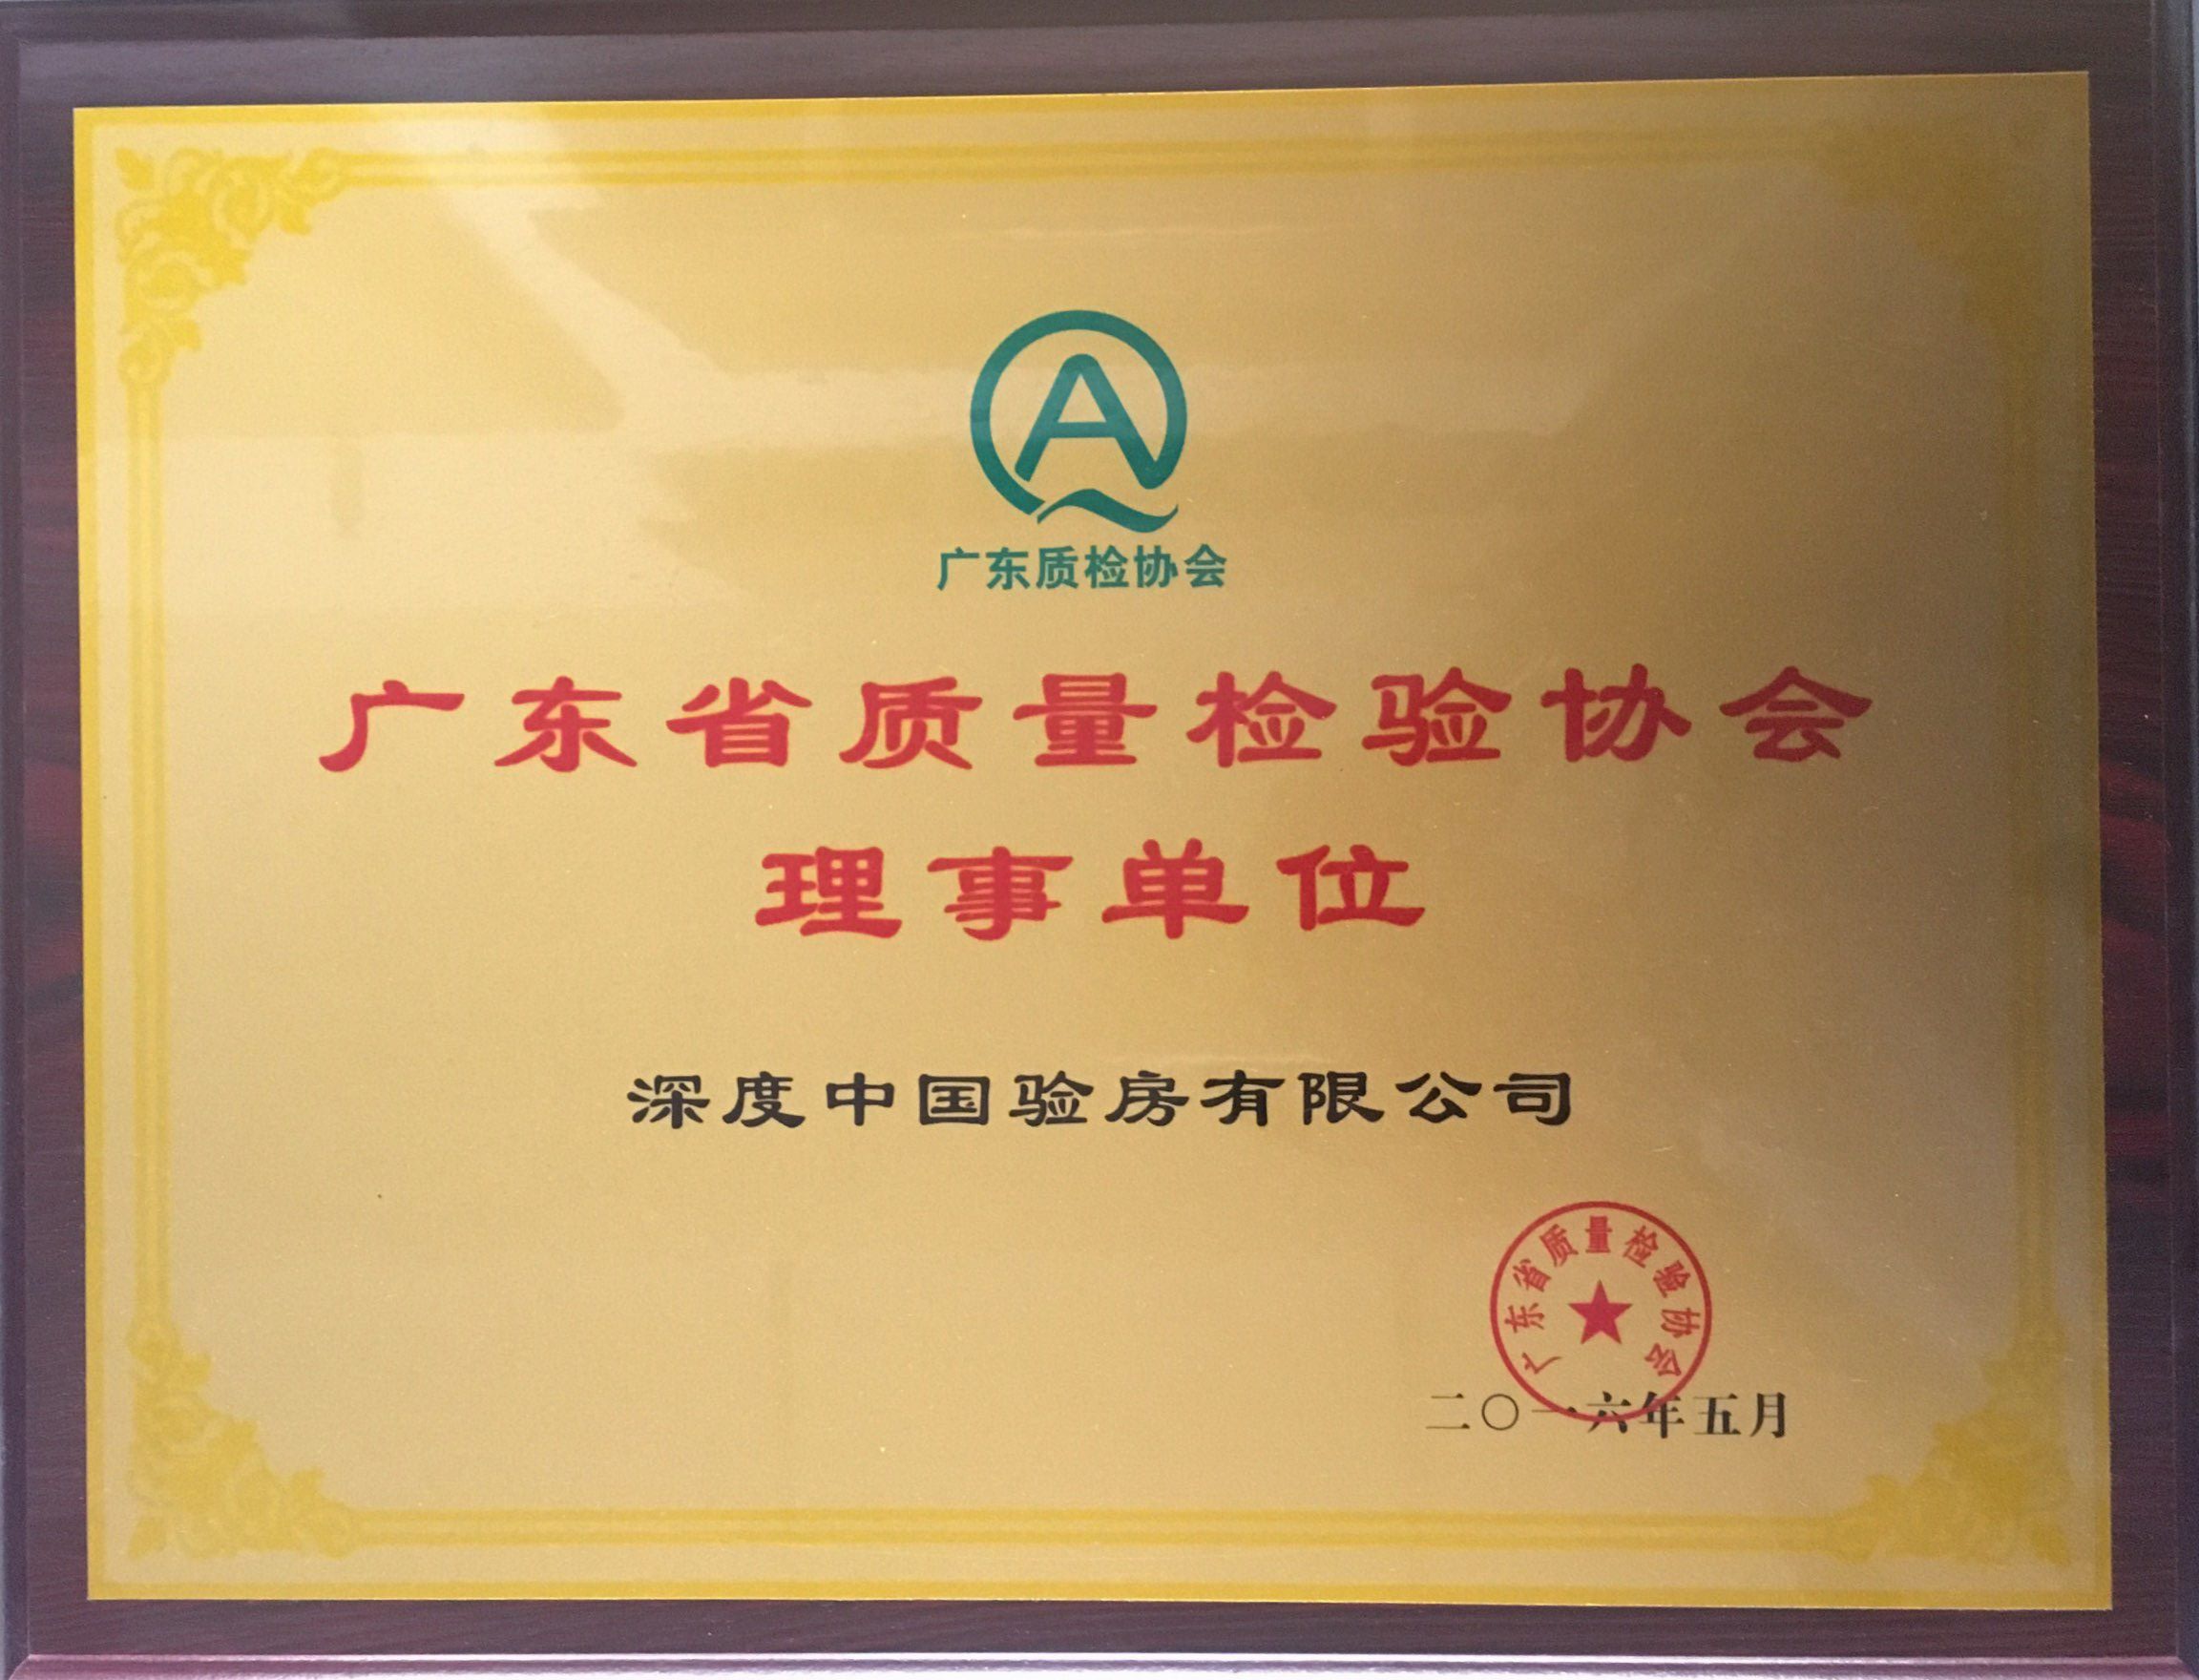 QA
广东质检协会
广东省质量检验协会
理事单位
深度中国验房有限公司
广东省质量检验协会
二〇一六年五月